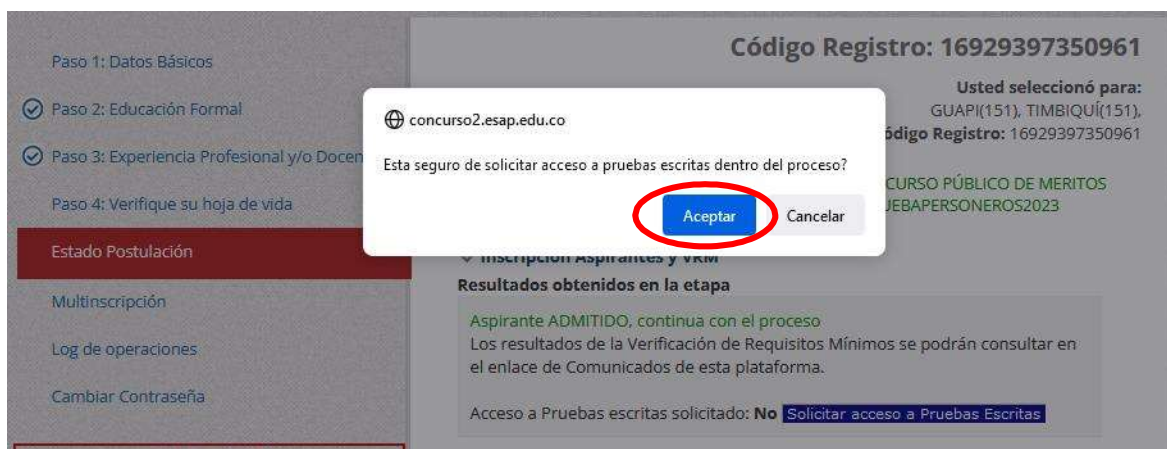 Paso 1: Datos Básicos
Paso 2: Educación Formal
Paso 3: Experiencia Profesional y/o Docen
Paso 4: Verifique su hoja de vida
Estado Postulación
Multinscripción
Log de operaciones
Cambiar Contraseña
Código Registro: 16929397350961
Usted seleccionó para:
GUAPI(151), TIMBIQUÍ(151),
ódigo Registro: 16929397350961
CURSO PÚBLICO DE MERITOS
UEBAPERSONEROS2023
concurso2.esap.edu.co
Esta seguro de solicitar acceso a pruebas escritas dentro del proceso?
Aceptar Cancelar
Inscripción Aspirantes y VRM
Resultados obtenidos en la etapa
Aspirante ADMITIDO, continua con el proceso
Los resultados de la Verificación de Requisitos Mínimos se podrán consultar en
el enlace de Comunicados de esta plataforma.
Acceso a Pruebas escritas solicitado: No Solicitar acceso a Pruebas Escritas